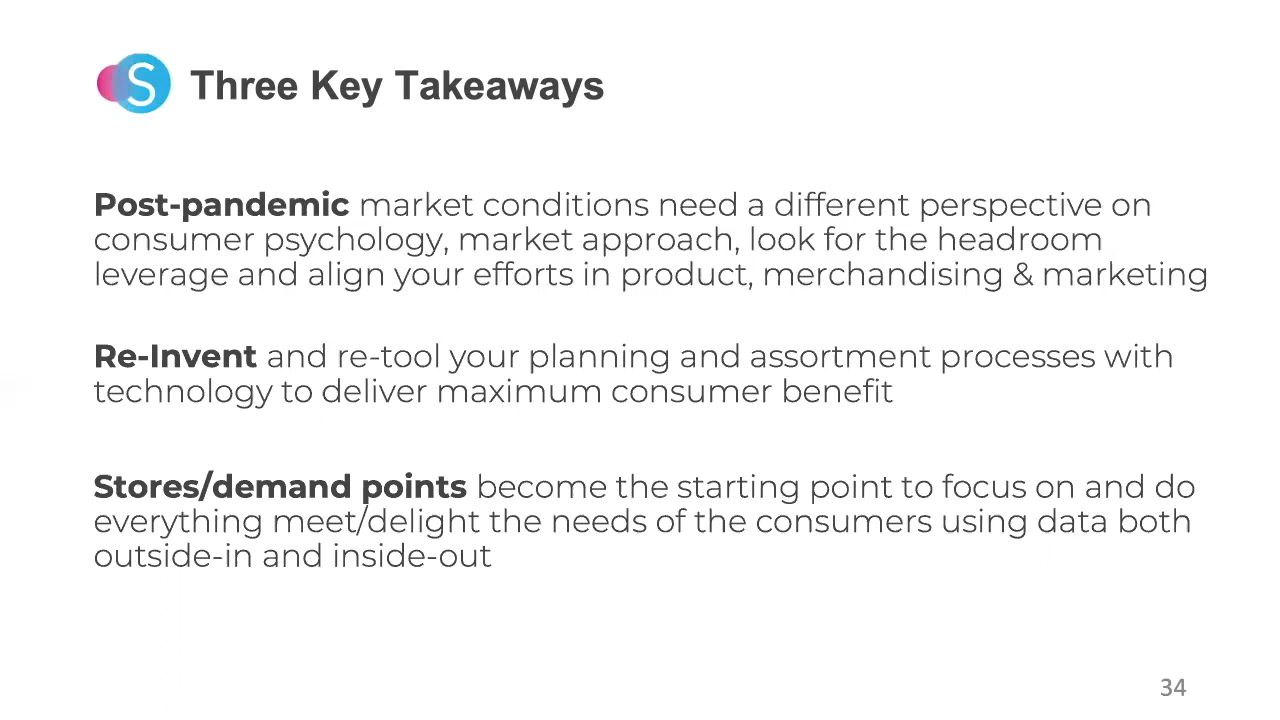 S Three Key Takeaways
Post-pandemic market conditions need a different perspective on
consumer psychology, market approach, look for the headroom
leverage and align your efforts in product, merchandising & marketing
Re-Invent and re-tool your planning and assortment processes with
technology to deliver maximum consumer benefit
Stores/demand points become the starting point to focus on and do
everything meet/delight the needs of the consumers using data both
outside-in and inside-out
34